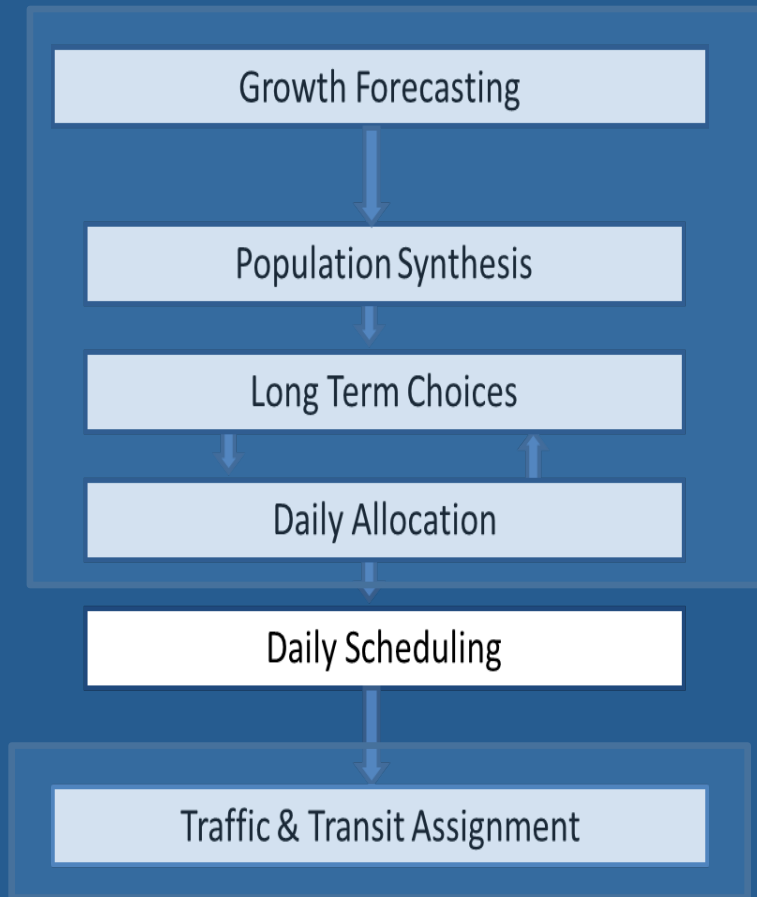 Growth Forecasting
Population Synthesis
Long Term Choices
Daily Allocation
Daily Scheduling
Traffic & Transit Assignment